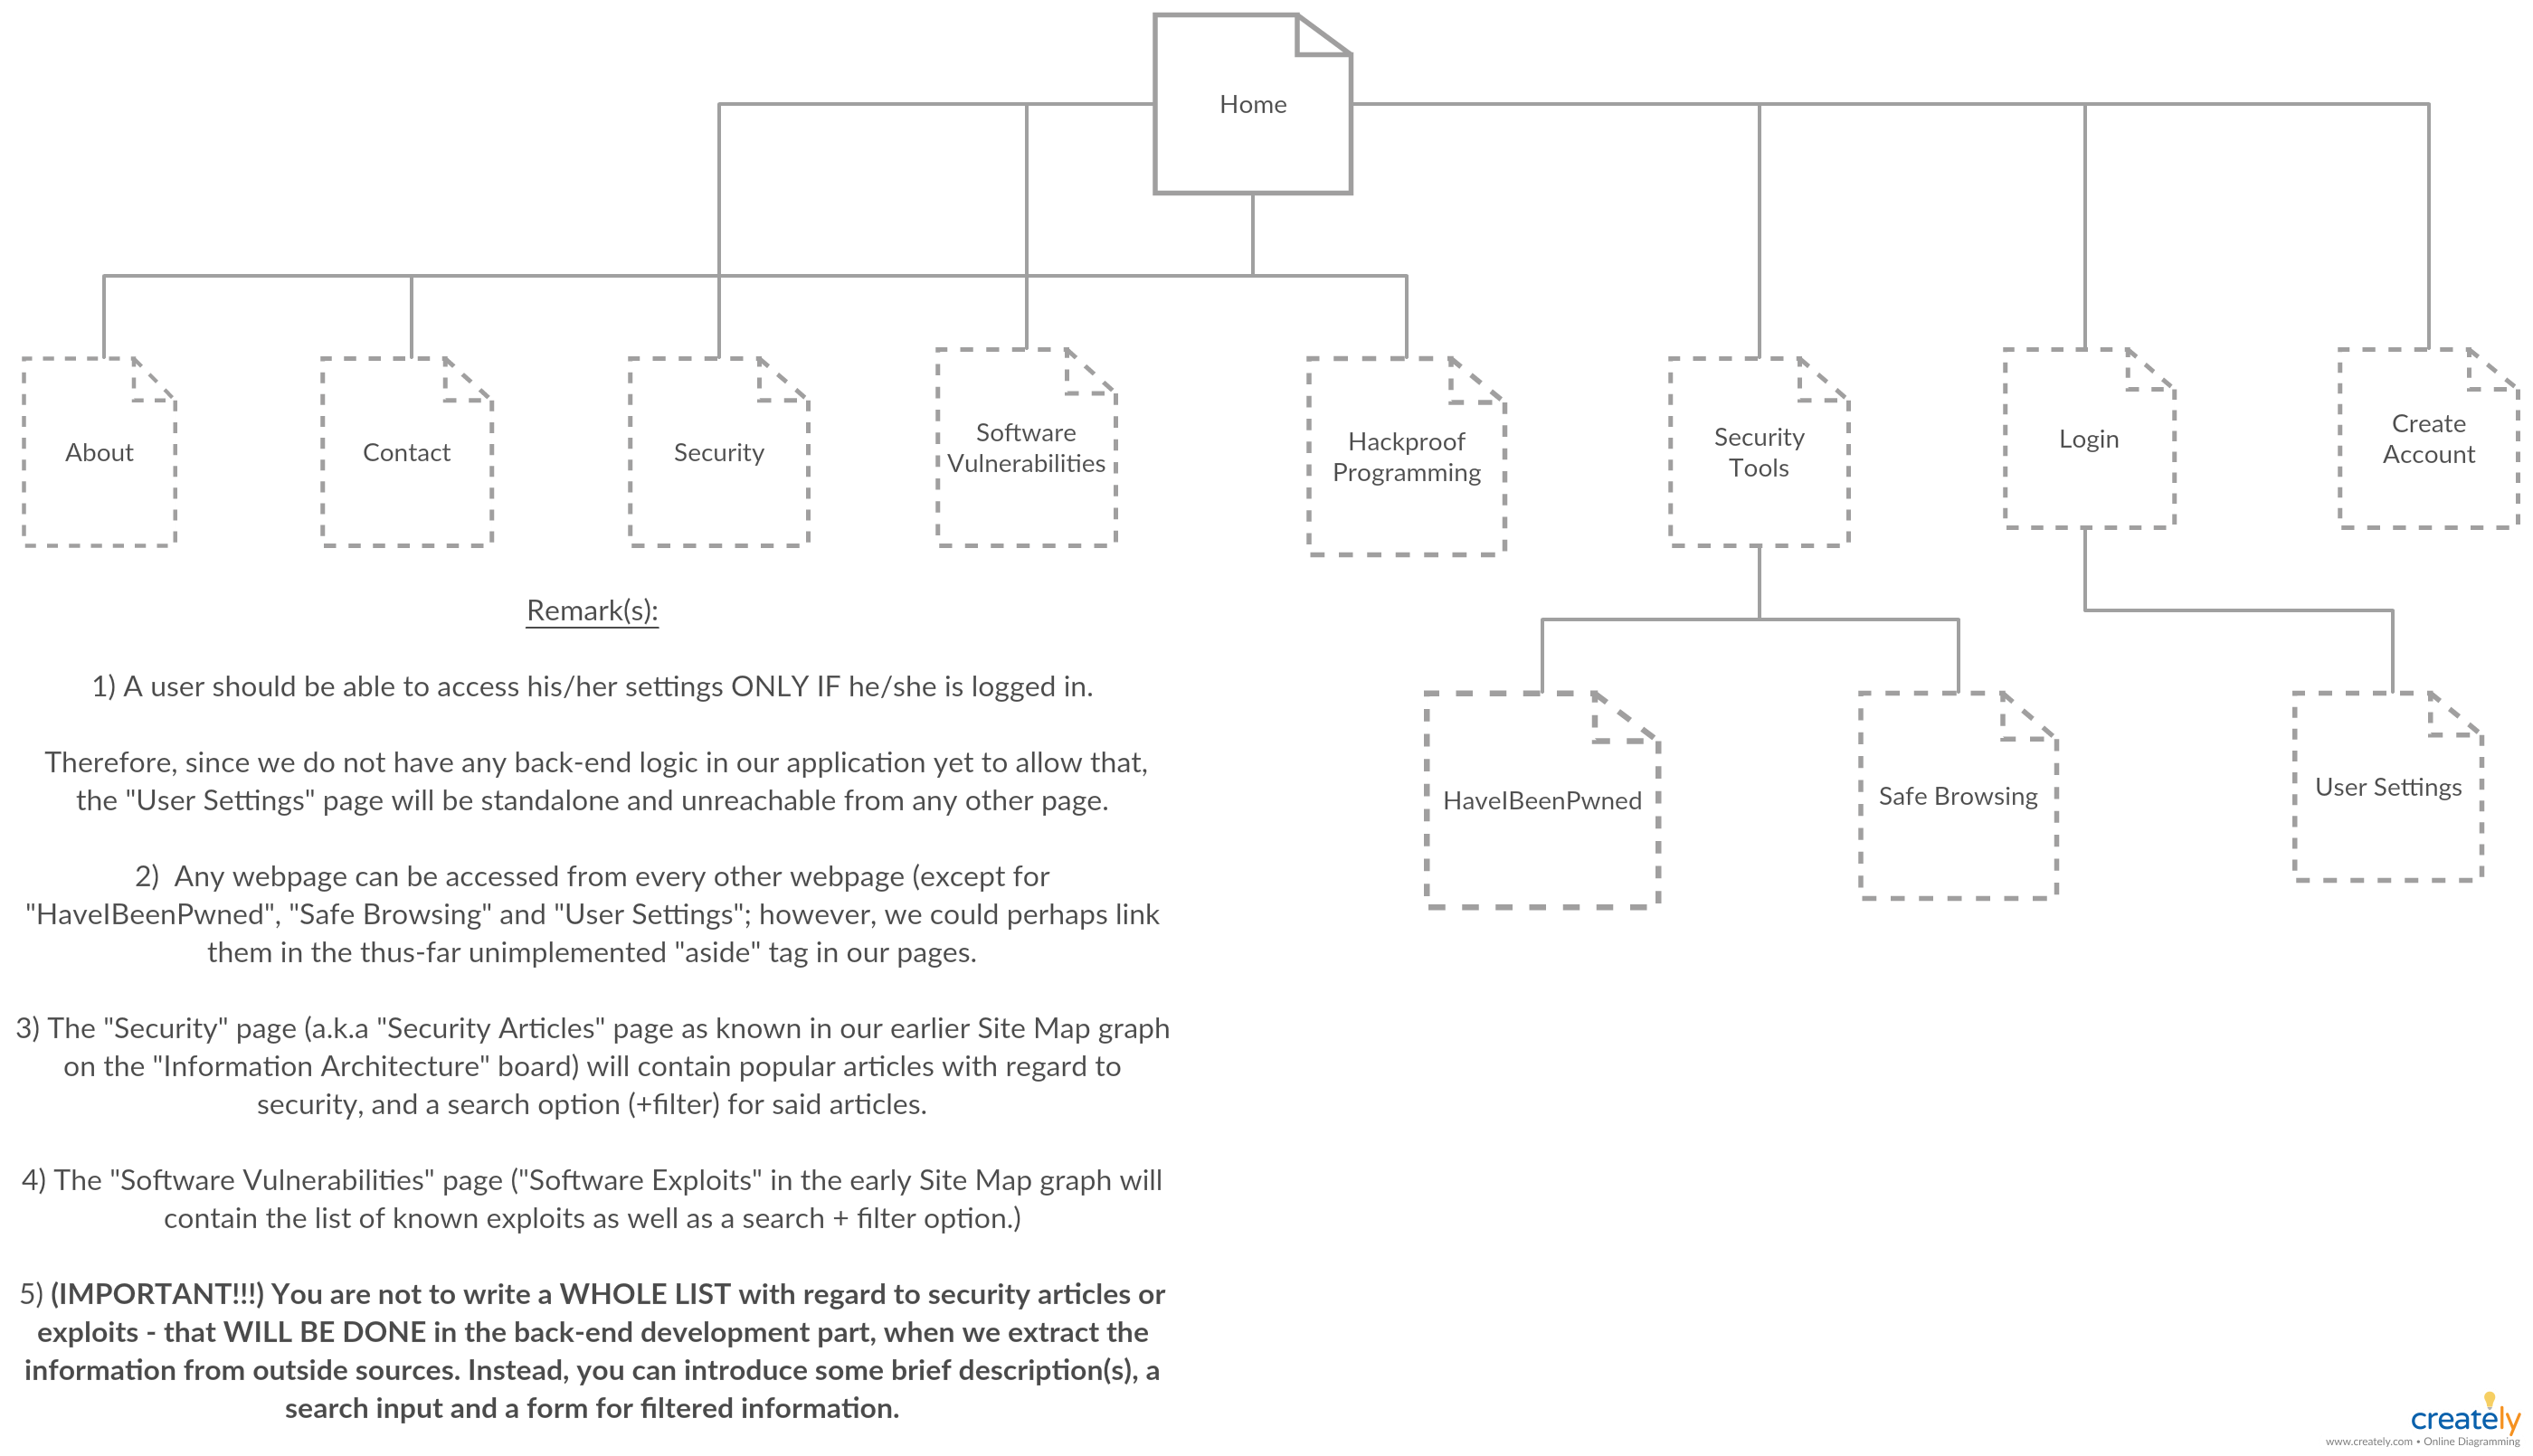 Home
About
Contact
Security
Software
Vulnerabilities
Hackproof
Programming
Security
Tools
Login
Create
Account
HaveIBeenPwned
Safe Browsing
User Settings
Remark(s):
1) A user should be able to access his/her settings ONLY IF he/she is logged in.
Therefore, since we do not have any back-end logic in our application yet to allow that,
the "User Settings" page will be standalone and unreachable from any other page.
2)  Any webpage can be accessed from every other webpage (except for
"HaveIBeenPwned", "Safe Browsing" and "User Settings"; however, we could perhaps link
them in the thus-far unimplemented "aside" tag in our pages.
3) The "Security" page (a.k.a "Security Articles" page as known in our earlier Site Map graph
on the "Information Architecture" board) will contain popular articles with regard to
security, and a search option (+filter) for said articles.
4) The "Software Vulnerabilities" page ("Software Exploits" in the early Site Map graph will
contain the list of known exploits as well as a search + filter option.)
5) (IMPORTANT!!!) You are not to write a WHOLE LIST with regard to security articles or
exploits - that WILL BE DONE in the back-end development part, when we extract the
information from outside sources. Instead, you can introduce some brief description(s), a
search input and a form for filtered information.
creately
www.creately.com • Online Diagramming